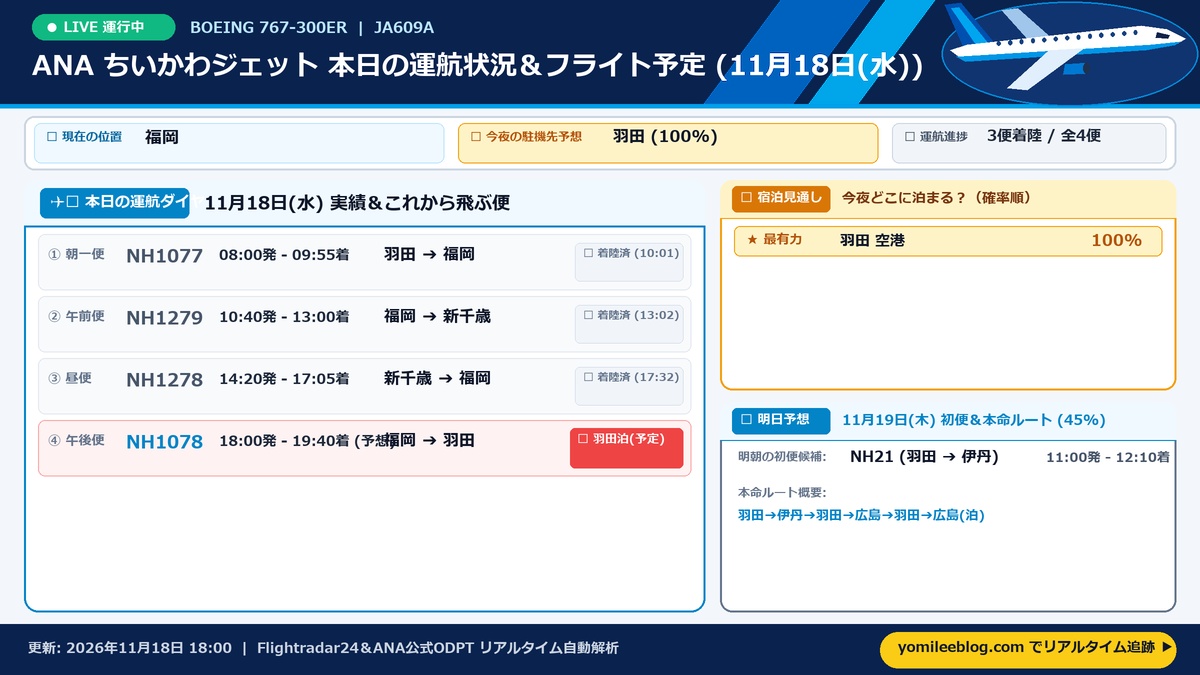 ● LIVE 運行中 BOEING 767-300ER | JA609A
ANA ちいかわジェット 本日の運航状況＆フライト予定 (11月18日(水))
□ 現在の位置 福岡
□ 今夜の駐機先予想 羽田 (100%)
□ 運航進捗 3便着陸 / 全4便
✈□ 本日の運航ダイ 11月18日(水) 実績＆これから飛ぶ便
① 朝一便 NH1077 08:00発 - 09:55着 羽田 → 福岡 □ 着陸済 (10:01)
② 午前便 NH1279 10:40発 - 13:00着 福岡 → 新千歳 □ 着陸済 (13:02)
③ 昼便 NH1278 14:20発 - 17:05着 新千歳 → 福岡 □ 着陸済 (17:32)
④ 午後便 NH1078 18:00発 - 19:40着 (予想 福岡 → 羽田 □ 羽田泊(予定)
□ 宿泊見通し 今夜どこに泊まる？（確率順）
★ 最有力 羽田 空港 100%
□ 明日予想 11月19日(木) 初便＆本命ルート (45%)
明朝の初便候補: NH21 (羽田 → 伊丹) 11:00発 - 12:10着
本命ルート概要:
羽田→伊丹→羽田→広島→羽田→広島(泊)
更新: 2026年11月18日 18:00 | Flightradar24＆ANA公式ODPT リアルタイム自動解析
yomileeblog.com でリアルタイム追跡 ▶